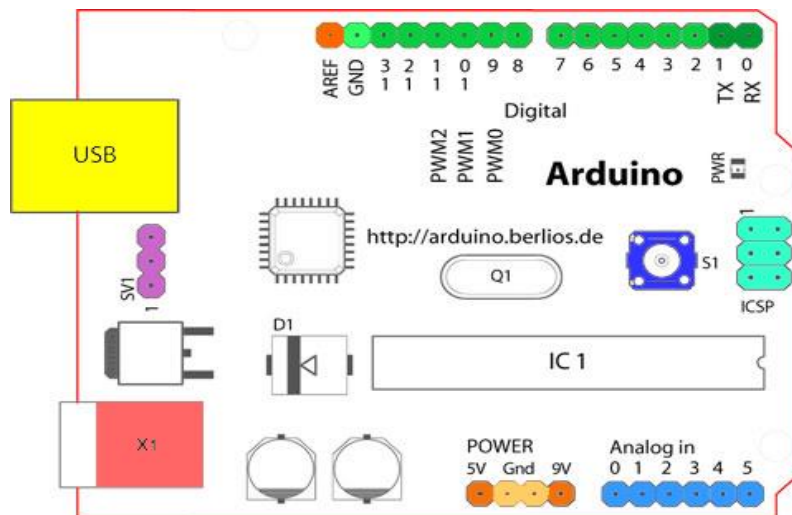 AREF GND 13 12 11 10 9 8 7 6 5 4 3 2 1 0
TX RX
Digital
PWM2 PWM1 PWM0
Arduino
PWR
USB
http://arduino.berlios.de
1
SV1
1
Q1
S1
ICSP
D1
IC 1
X1
POWER
5V Gnd 9V
Analog in
0 1 2 3 4 5